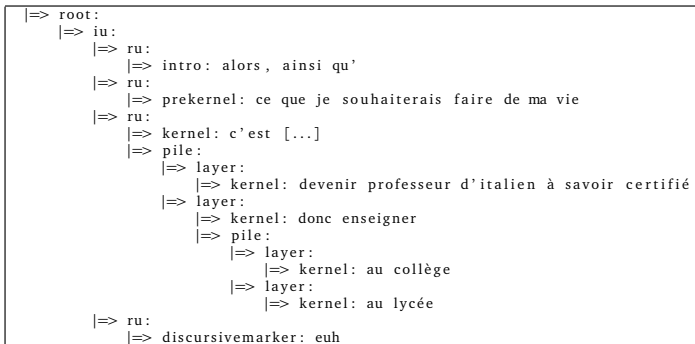 |=> root:
|=> iu:
|=> ru:
|=> intro: alors, ainsi qu'
|=> ru:
|=> prekernel: ce que je souhaiterais faire de ma vie
|=> ru:
|=> kernel: c'est [...]
|=> pile:
|=> layer:
|=> kernel: devenir professeur d'italien à savoir certifié
|=> layer:
|=> kernel: donc enseigner
|=> pile:
|=> layer:
|=> kernel: au collège
|=> layer:
|=> kernel: au lycée
|=> ru:
|=> discursivemarker: euh